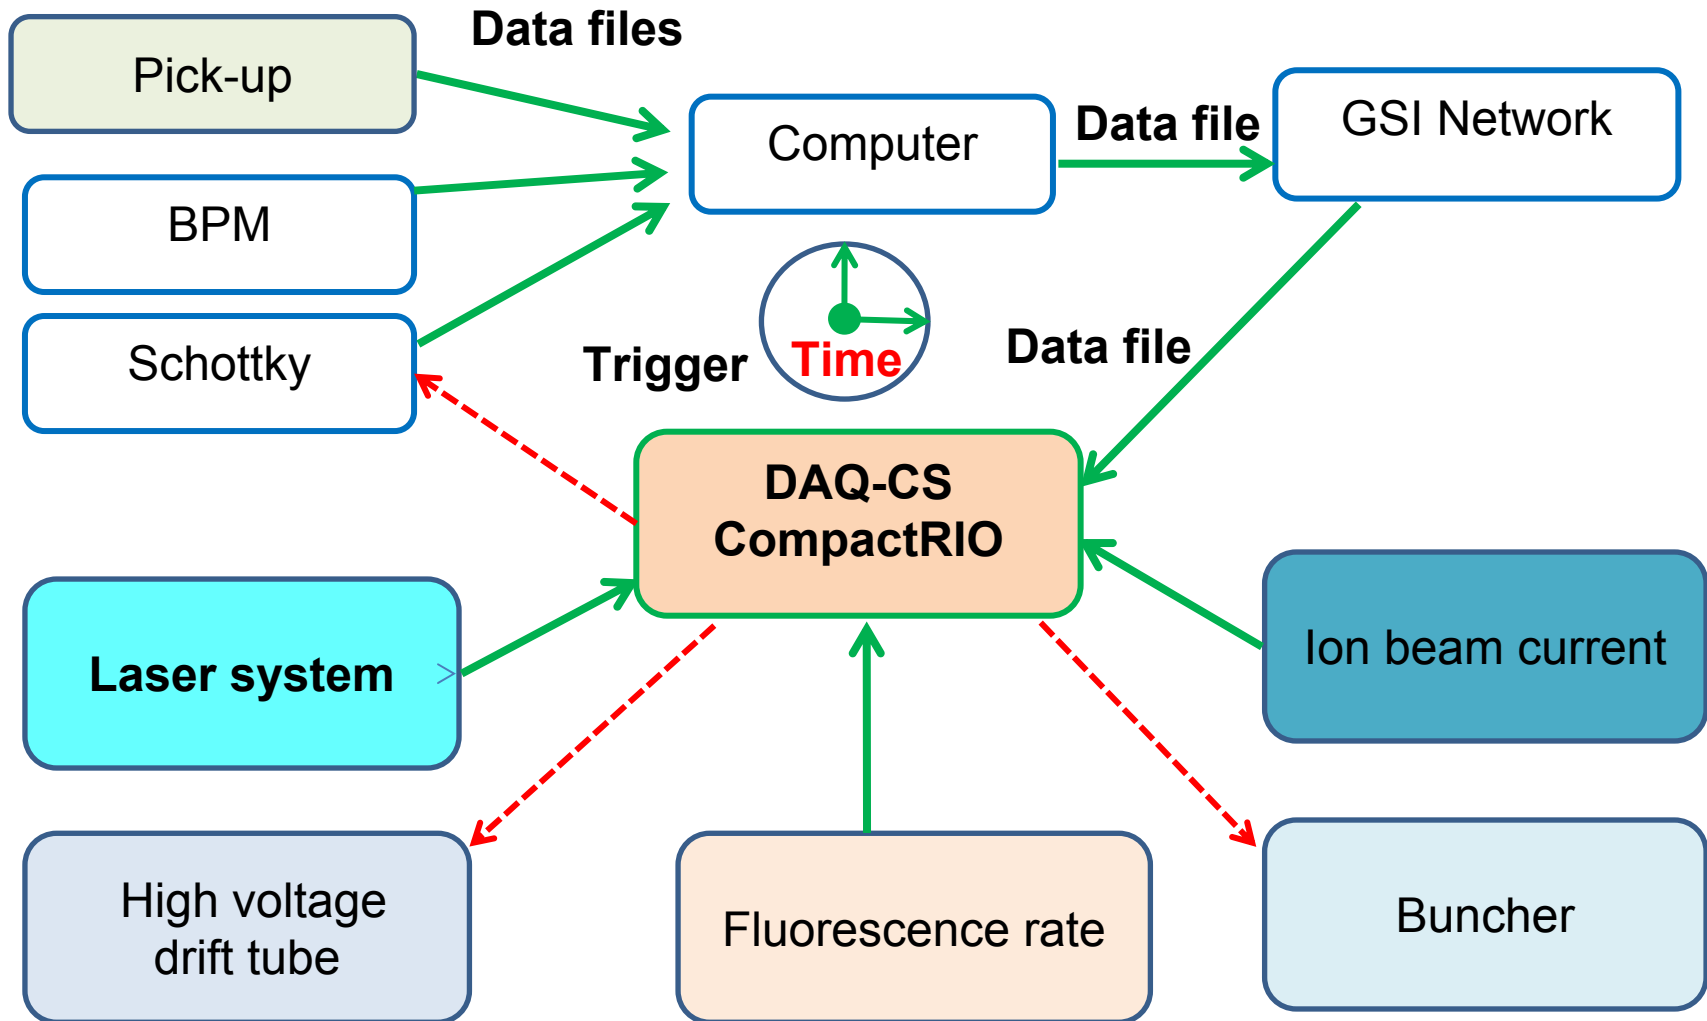 Data files
Pick-up
Computer
Data file
GSI Network
BPM
Schottky
Trigger
Time
Data file
DAQ-CS
CompactRIO
Laser system
Ion beam current
High voltage
drift tube
Fluorescence rate
Buncher